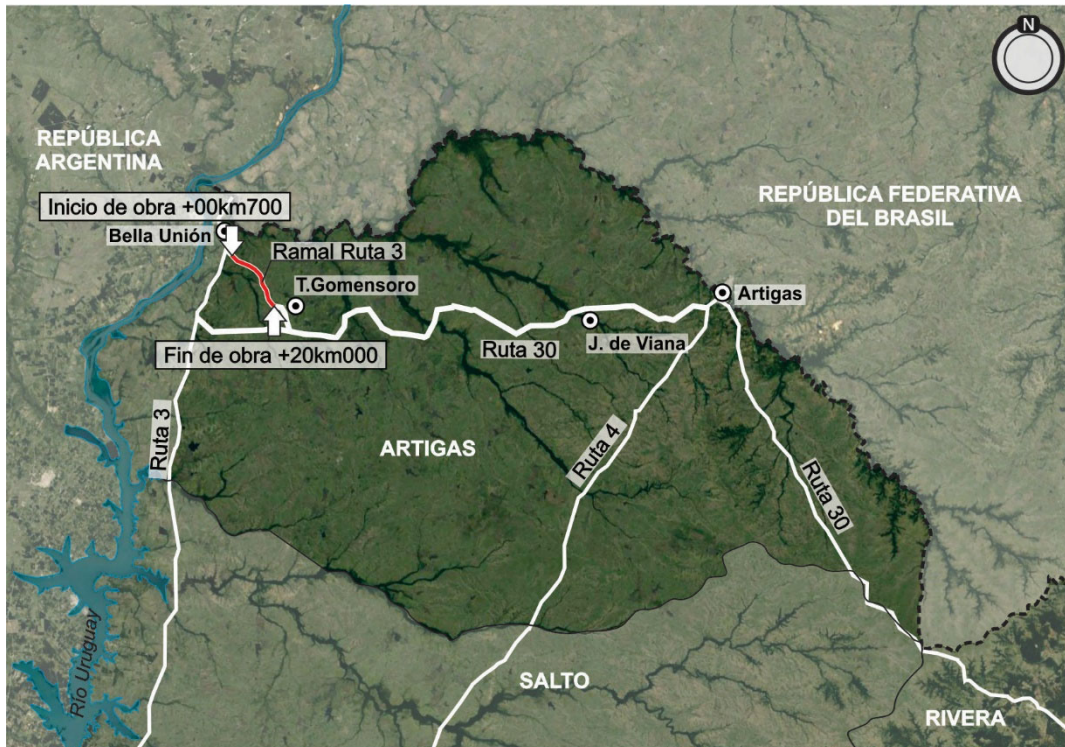 N
REPÚBLICA
ARGENTINA
REPÚBLICA FEDERATIVA
DEL BRASIL
Inicio de obra +00km700
Bella Unión
Ramal Ruta 3
T.Gomensoro
Artigas
Ruta 30
J. de Viana
Fin de obra +20km000
Ruta 3
ARTIGAS
Ruta 4
Ruta 30
Río Uruguay
SALTO
RIVERA